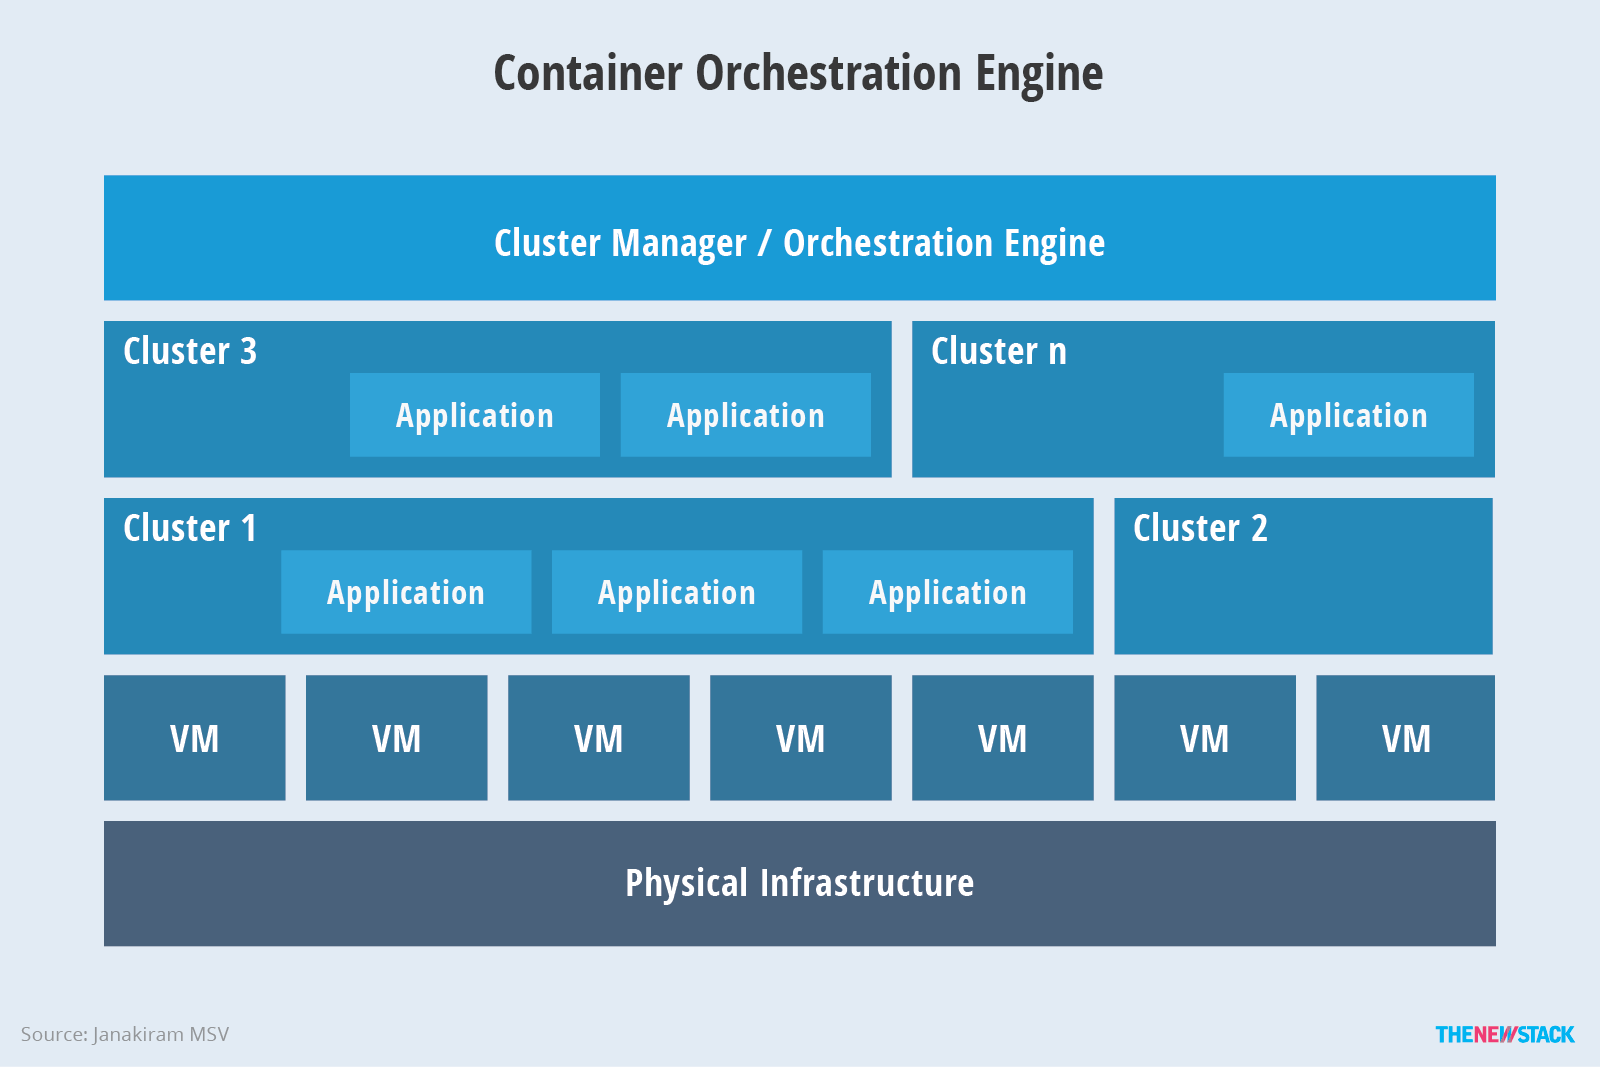 Container Orchestration Engine
Cluster Manager / Orchestration Engine
Cluster 3
Application
Application
Cluster n
Application
Cluster 1
Application
Application
Application
Cluster 2
VM
VM
VM
VM
VM
VM
VM
Physical Infrastructure
Source: Janakiram MSV
THENEWSTACK